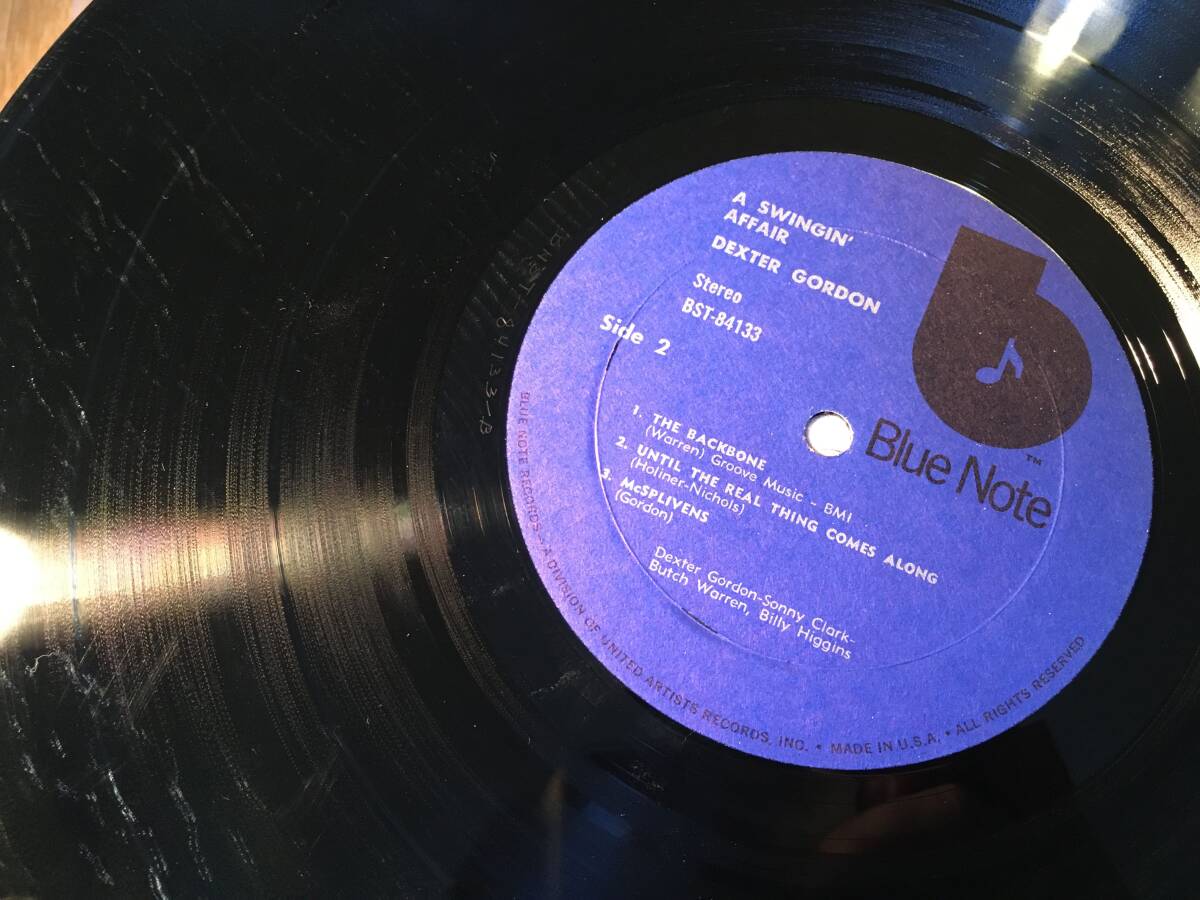 A SWINGIN'
AFFAIR
DEXTER GORDON
Stereo
BST-84133
Side 2
1. THE BACKBONE
(Warren) Groove Music - BMI
2. UNTIL THE REAL THING COMES ALONG
(Holiner-Nichols)
3. McSPLIVENS
(Gordon)
Dexter Gordon-Sonny Clark-
Butch Warren, Billy Higgins
Blue Note
TM
BLUE NOTE RECORDS—A DIVISION OF UNITED ARTISTS RECORDS, INC. • MADE IN U.S.A. • ALL RIGHTS RESERVED
84133-B